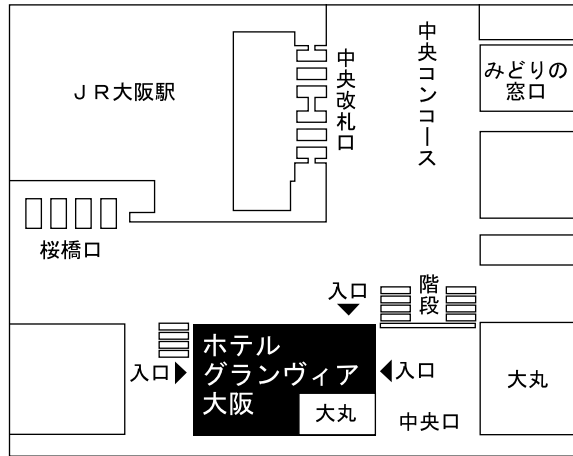 JR大阪駅
中央改札口
中央コンコース
みどりの
窓口
桜橋口
入口
階段
入口
ホテル
グランヴィア
大阪
大丸
入口
中央口
大丸